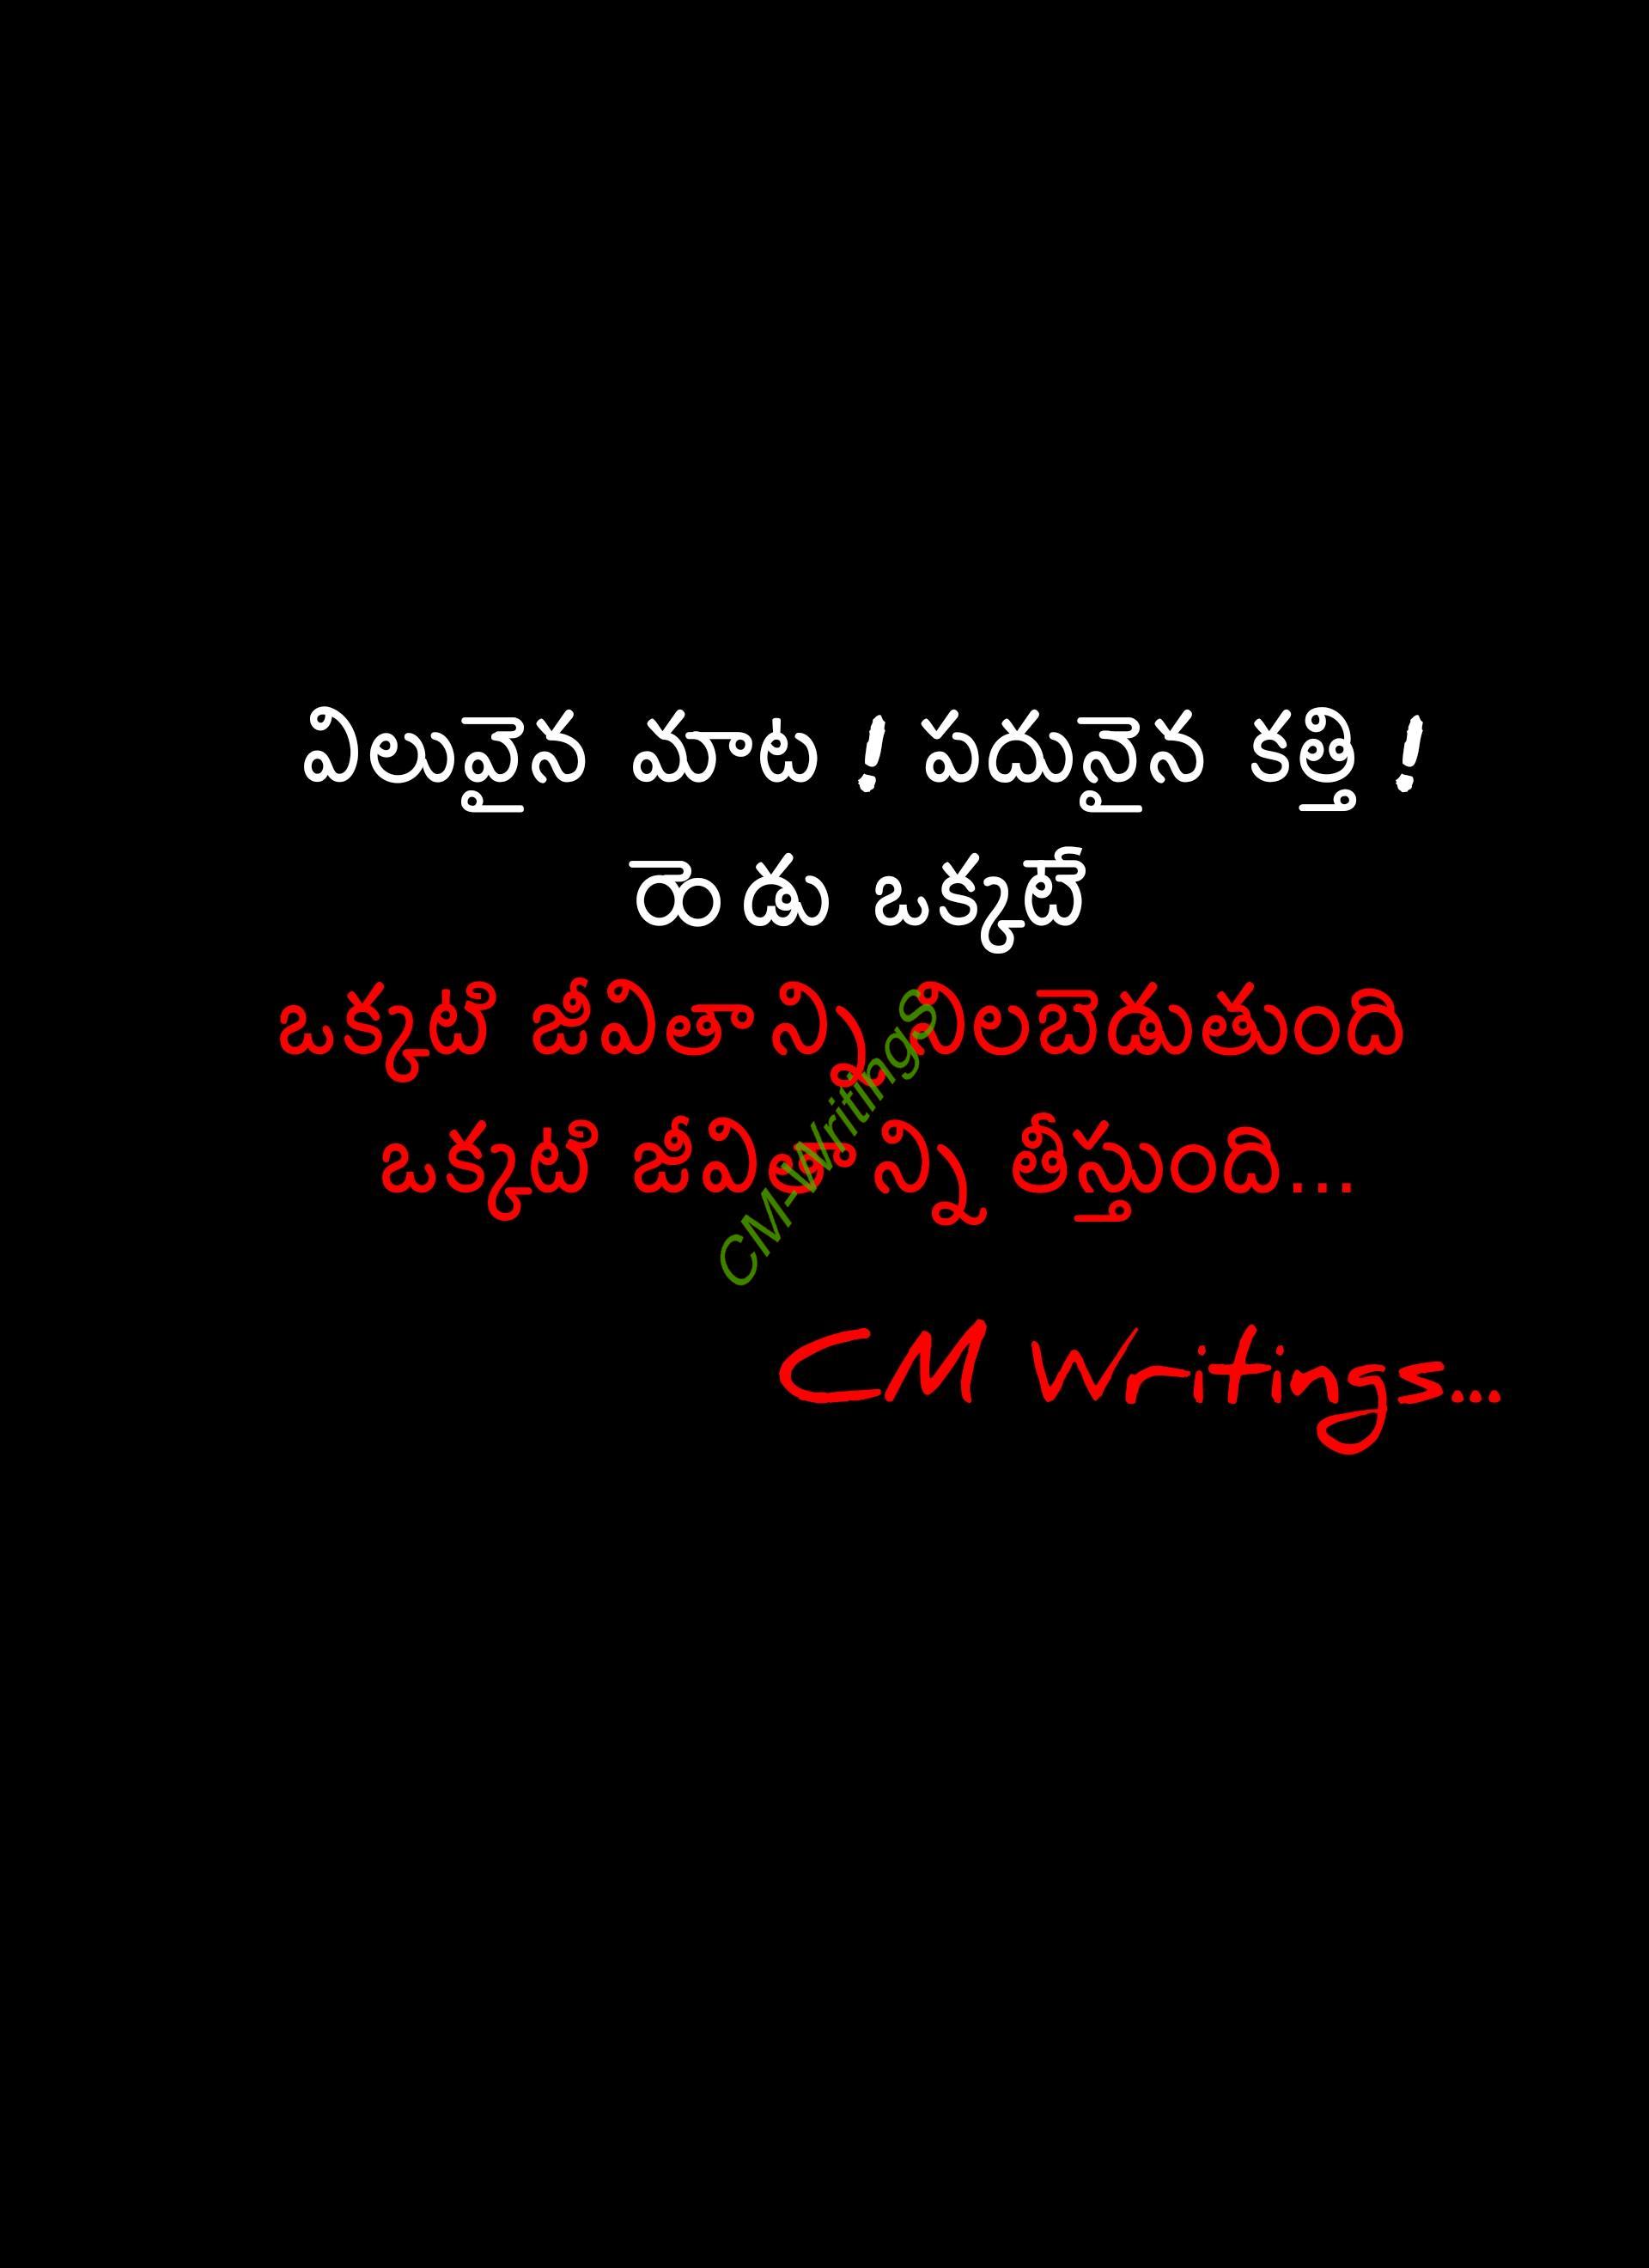 విలువైన మాట ! పదునైన కత్తి !
రెండు ఒక్కటే
ఒక్కటి జీవితాన్ని నిలబెడుతుంది
ఒక్కటి జీవితాన్ని తీస్తుంది...
CM-Writings
CM Writings...